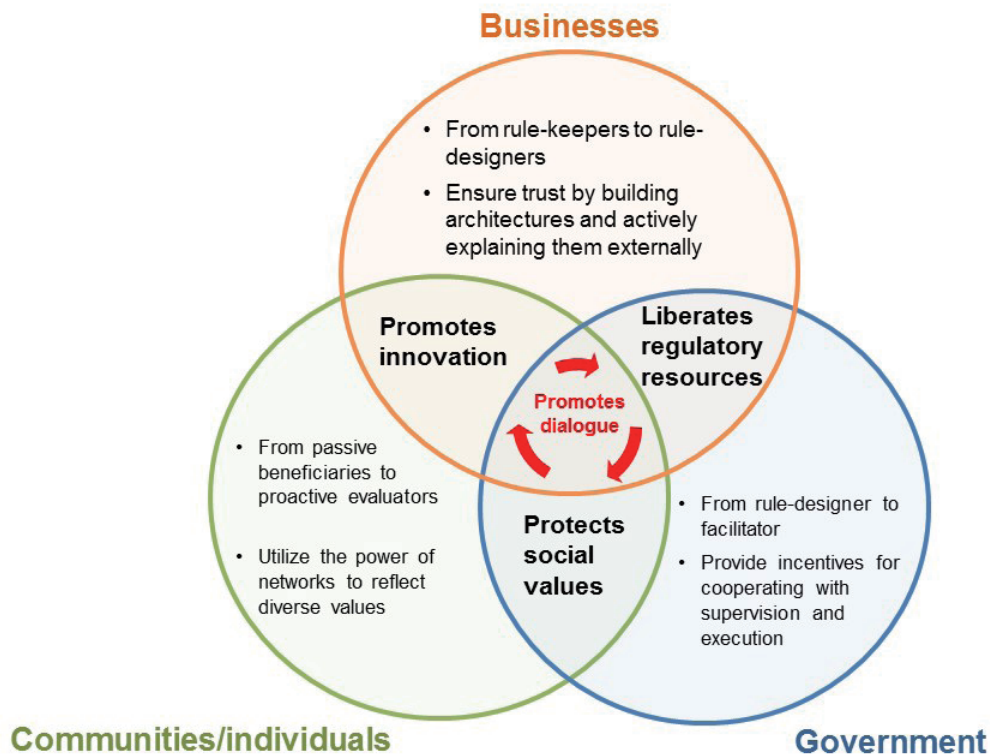 Businesses
• From rule-keepers to rule-
designers
• Ensure trust by building
architectures and actively
explaining them externally
Promotes
innovation
Liberates
regulatory
resources
Promotes
dialogue
• From passive
beneficiaries to
proactive evaluators
• Utilize the power of
networks to reflect
diverse values
Protects
social
values
• From rule-designer to
facilitator
• Provide incentives for
cooperating with
supervision and
execution
Communities/individuals
Government